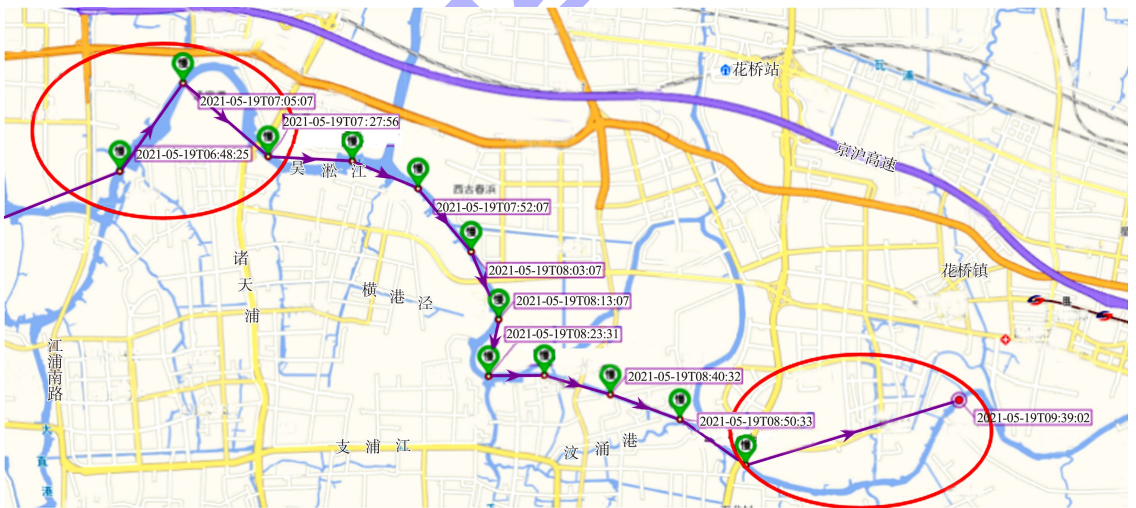 花桥站
2021-05-19T07:05:07
2021-05-19T07:27:56
2021-05-19T06:48:25
京沪高速
吴淞江
西古春浜
2021-05-19T07:52:07
诸天浦
2021-05-19T08:03:07
花桥镇
横港泾
2021-05-19T08:13:07
2021-05-19T08:23:31
江浦南路
2021-05-19T08:40:32
2021-05-19T08:50:33
2021-05-19T09:39:02
支浦江
汶涌港